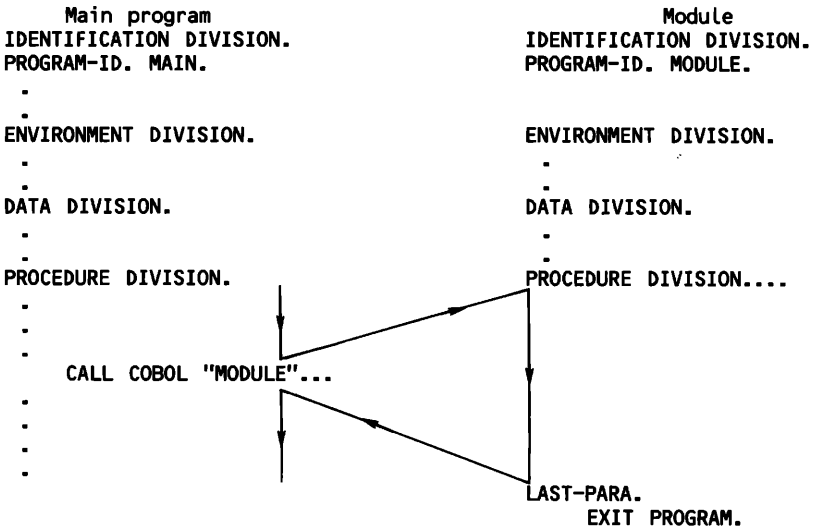 Main program
IDENTIFICATION DIVISION.
PROGRAM-ID. MAIN.
.
.
ENVIRONMENT DIVISION.
.
.
DATA DIVISION.
.
.
PROCEDURE DIVISION.
.
.
.
CALL COBOL "MODULE"...
.
.
.
.
Module
IDENTIFICATION DIVISION.
PROGRAM-ID. MODULE.
ENVIRONMENT DIVISION.
.
.
DATA DIVISION.
.
.
PROCEDURE DIVISION....
LAST-PARA.
EXIT PROGRAM.